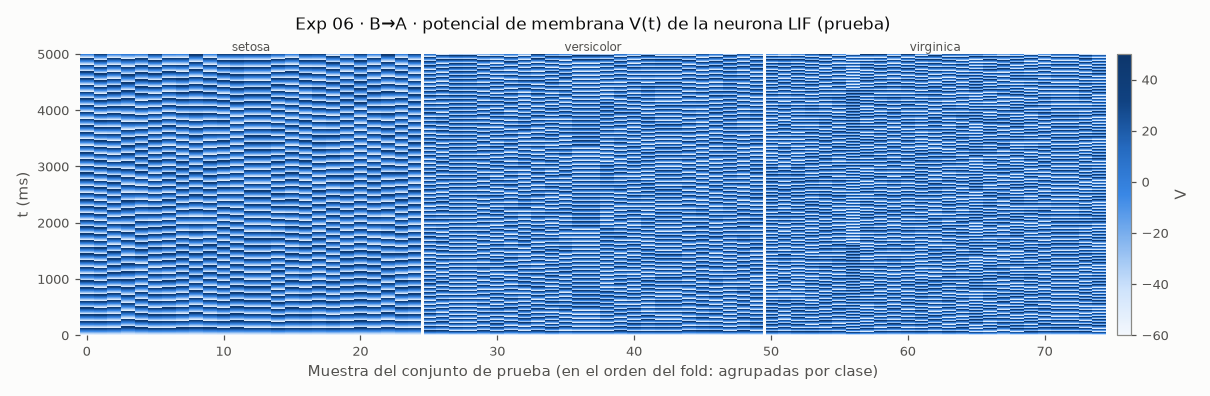 Exp 06 · B→A · potencial de membrana V(t) de la neurona LIF (prueba)
setosa versicolor virginica
5000
4000
3000
2000
1000
0
t (ms)
0 10 20 30 40 50 60 70
Muestra del conjunto de prueba (en el orden del fold: agrupadas por clase)
40
20
0
−20
−40
−60
V